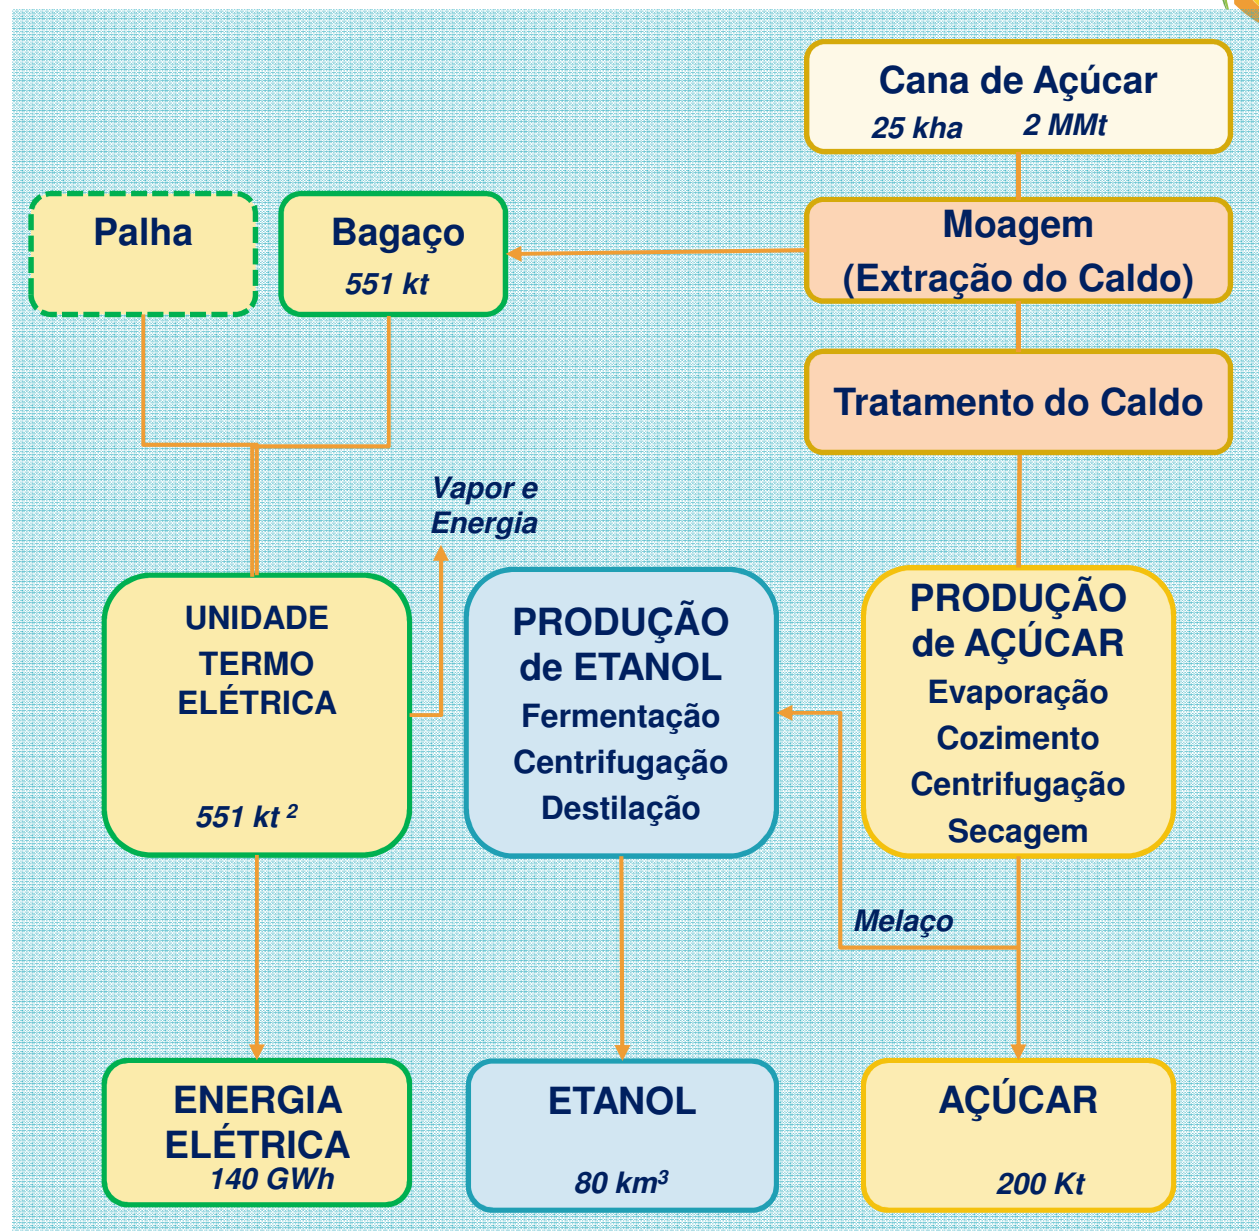 Cana de Açúcar
25 kha 2 MMt
Palha
Bagaço
551 kt
Moagem
(Extração do Caldo)
Tratamento do Caldo
Vapor e
Energia
UNIDADE
TERMO
ELÉTRICA
551 kt ²
PRODUÇÃO
de ETANOL
Fermentação
Centrifugação
Destilação
PRODUÇÃO
de AÇÚCAR
Evaporação
Cozimento
Centrifugação
Secagem
Melaço
ENERGIA
ELÉTRICA
140 GWh
ETANOL
80 km³
AÇÚCAR
200 Kt